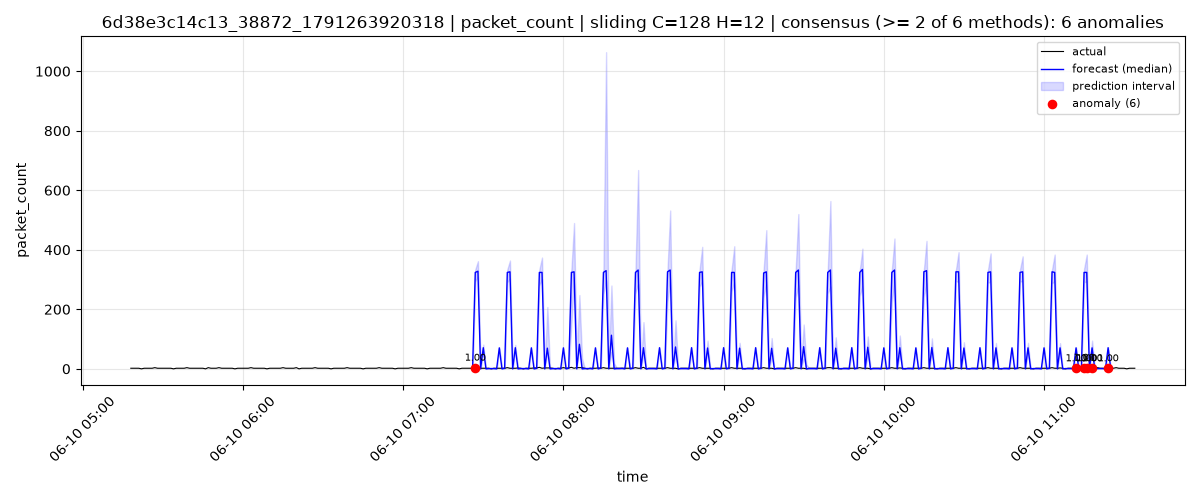 6d38e3c14c13_38872_1791263920318 | packet_count | sliding C=128 H=12 | consensus (>= 2 of 6 methods): 6 anomalies
actual
forecast (median)
prediction interval
anomaly (6)
1000
800
600
400
200
0
packet_count
1.00
06-10 05:00
06-10 06:00
06-10 07:00
06-10 08:00
06-10 09:00
06-10 10:00
06-10 11:00
time